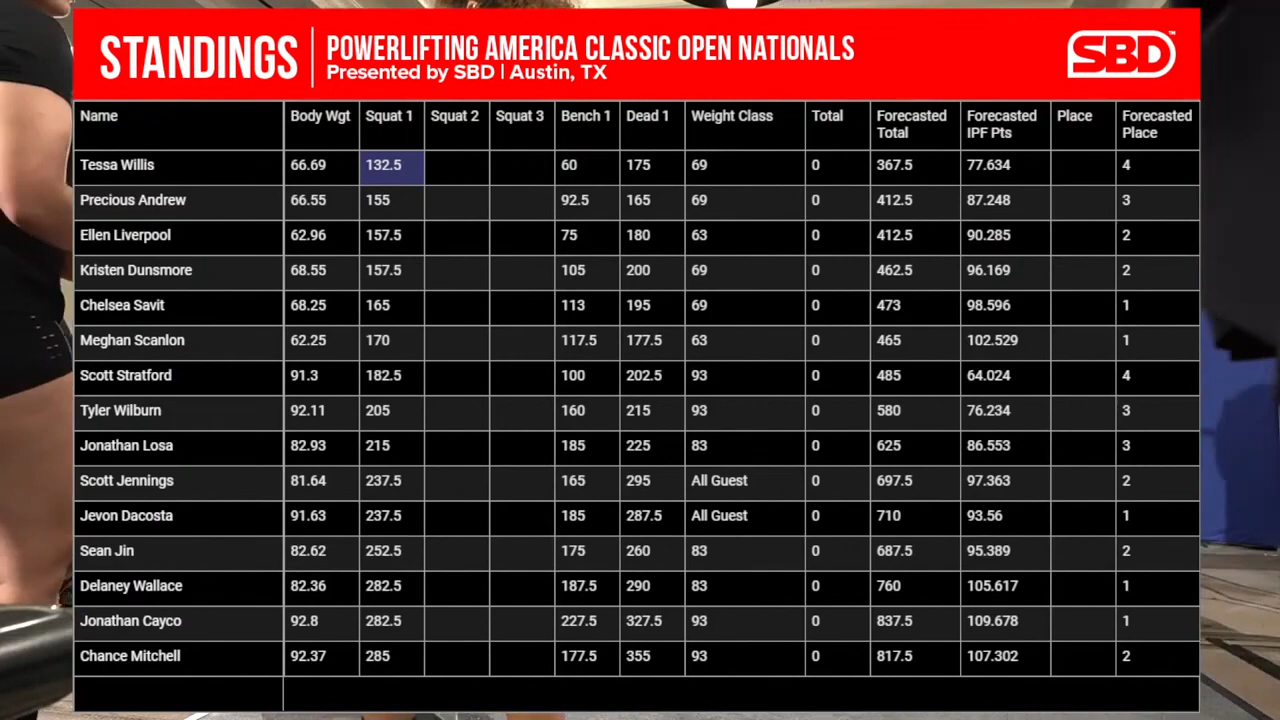 STANDINGS
POWERLIFTING AMERICA CLASSIC OPEN NATIONALS
Presented by SBD | Austin, TX
SBD™
Name Body Wgt Squat 1 Squat 2 Squat 3 Bench 1 Dead 1 Weight Class Total Forecasted Total Forecasted IPF Pts Place Forecasted Place
Tessa Willis 66.69 132.5 60 175 69 0 367.5 77.634 4
Precious Andrew 66.55 155 92.5 165 69 0 412.5 87.248 3
Ellen Liverpool 62.96 157.5 75 180 63 0 412.5 90.285 2
Kristen Dunsmore 68.55 157.5 105 200 69 0 462.5 96.169 2
Chelsea Savit 68.25 165 113 195 69 0 473 98.596 1
Meghan Scanlon 62.25 170 117.5 177.5 63 0 465 102.529 1
Scott Stratford 91.3 182.5 100 202.5 93 0 485 64.024 4
Tyler Wilburn 92.11 205 160 215 93 0 580 76.234 3
Jonathan Losa 82.93 215 185 225 83 0 625 86.553 3
Scott Jennings 81.64 237.5 165 295 All Guest 0 697.5 97.363 2
Jevon Dacosta 91.63 237.5 185 287.5 All Guest 0 710 93.56 1
Sean Jin 82.62 252.5 175 260 83 0 687.5 95.389 2
Delaney Wallace 82.36 282.5 187.5 290 83 0 760 105.617 1
Jonathan Cayco 92.8 282.5 227.5 327.5 93 0 837.5 109.678 1
Chance Mitchell 92.37 285 177.5 355 93 0 817.5 107.302 2